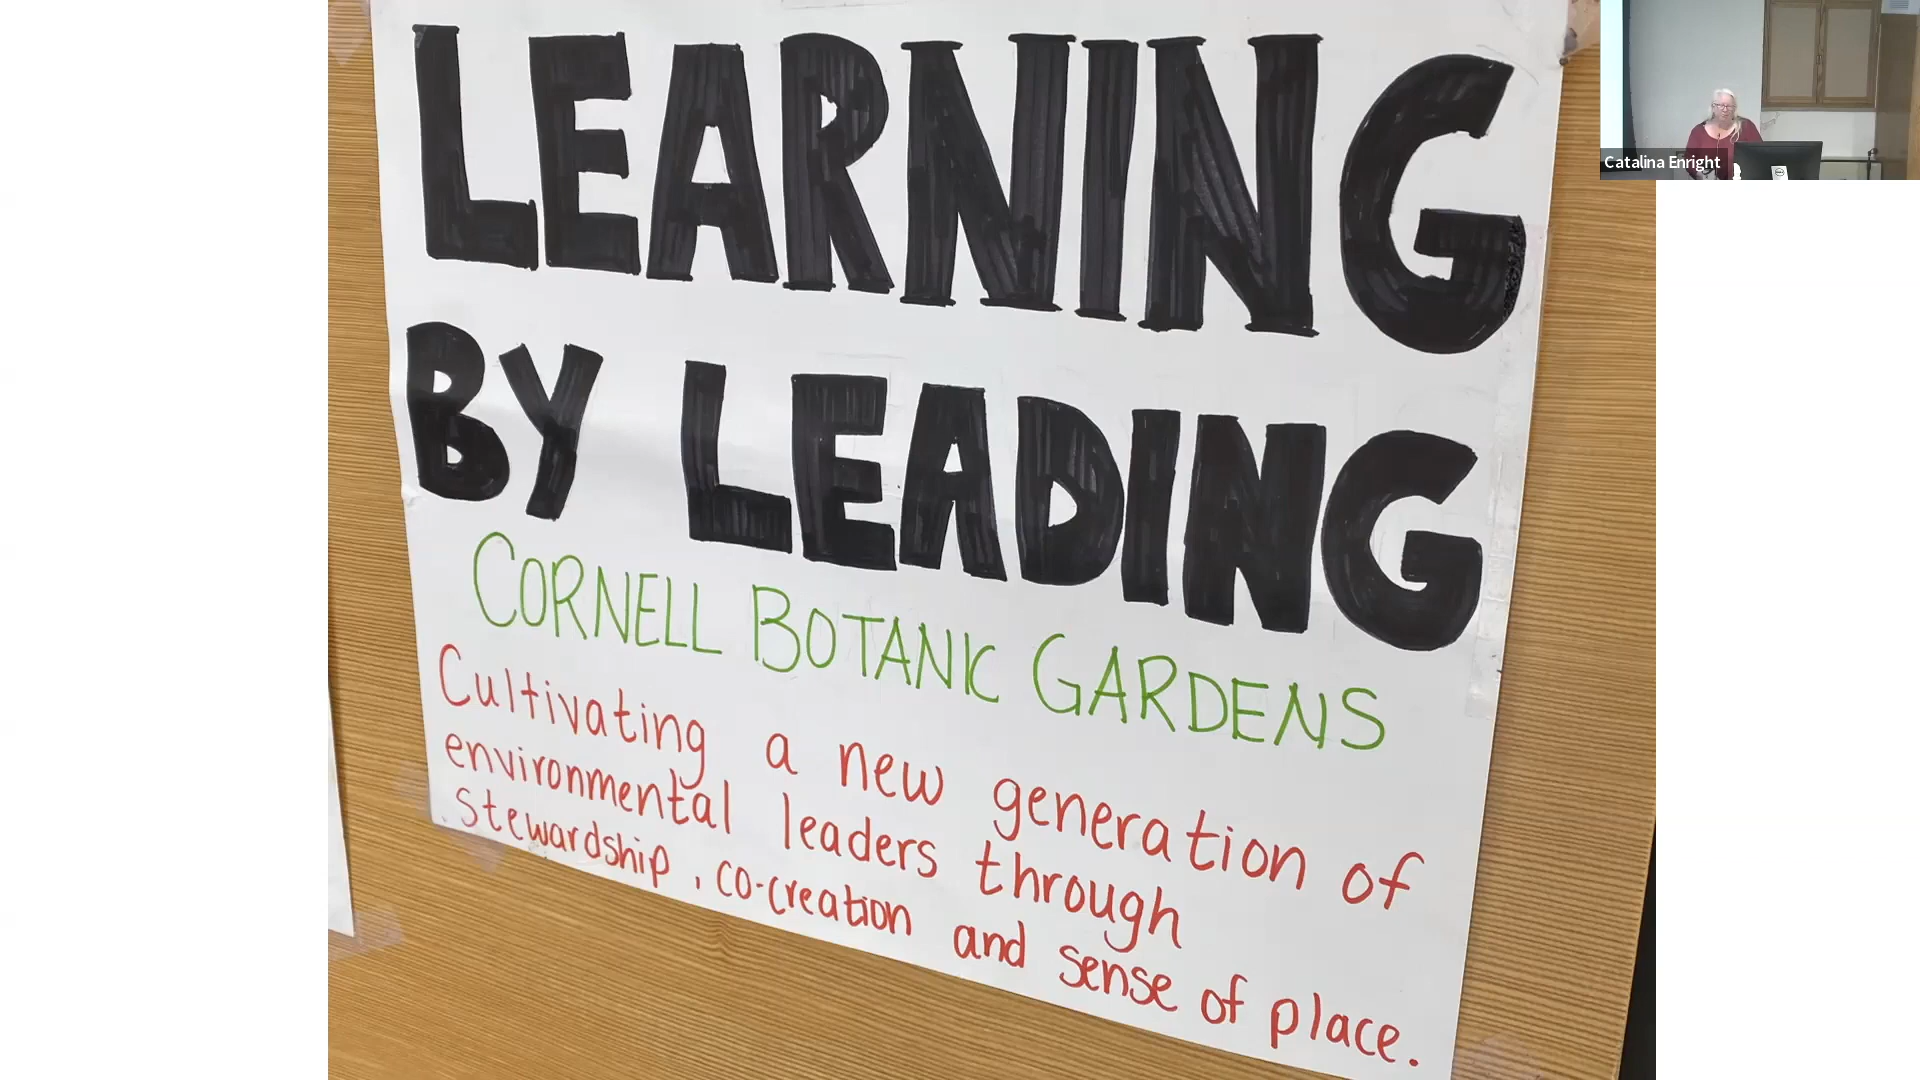 LEARNING
BY LEADING
CORNELL BOTANIC GARDENS
Cultivating a new generation of
environmental leaders through
stewardship, co-creation and sense of place.
Catalina Enright